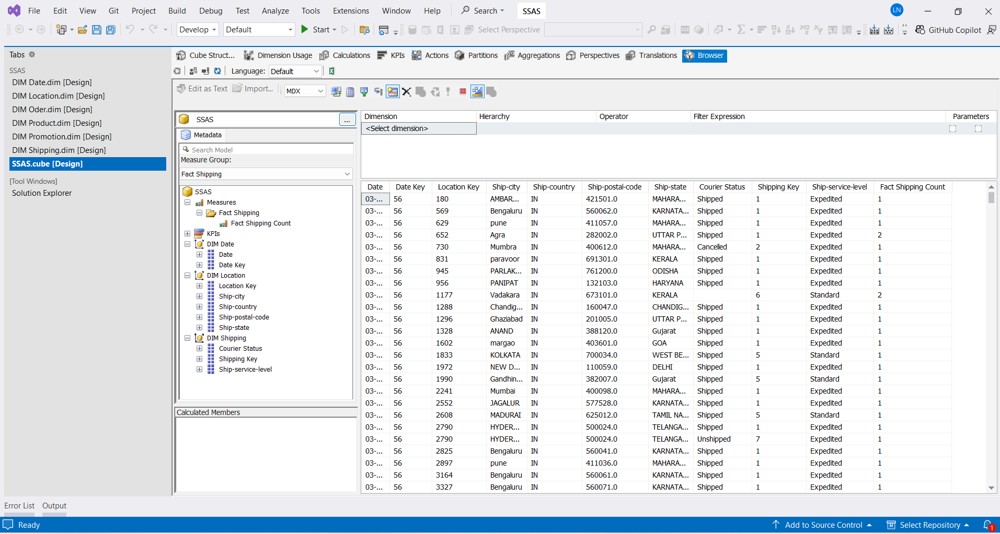 File Edit View Git Project Build Debug Test Analyze Tools Extensions Window Help Search SSAS LN
Develop Default Start Select Perspective GitHub Copilot
Tabs
SSAS
DIM Date.dim [Design]
DIM Location.dim [Design]
DIM Oder.dim [Design]
DIM Product.dim [Design]
DIM Promotion.dim [Design]
DIM Shipping.dim [Design]
SSAS.cube [Design]
[Tool Windows]
Solution Explorer
Cube Struct... Dimension Usage Calculations KPIs Actions Partitions Aggregations Perspectives Translations Browser
Language: Default
Edit as Text Import... MDX
SSAS ...
Metadata
Search Model
Measure Group:
Fact Shipping
SSAS
Measures
Fact Shipping
Fact Shipping Count
KPIs
DIM Date
Date
Date Key
DIM Location
Location Key
Ship-city
Ship-country
Ship-postal-code
Ship-state
DIM Shipping
Courier Status
Shipping Key
Ship-service-level
Calculated Members
Dimension Hierarchy Operator Filter Expression Parameters
<Select dimension>
Date Date Key Location Key Ship-city Ship-country Ship-postal-code Ship-state Courier Status Shipping Key Ship-service-level Fact Shipping Count
03-... 56 180 AMBAR... IN 421501.0 MAHARA... Shipped 1 Expedited 1
03-... 56 569 Bengaluru IN 560062.0 KARNATA... Shipped 1 Expedited 1
03-... 56 629 pune IN 411057.0 MAHARA... Shipped 1 Expedited 1
03-... 56 652 Agra IN 282002.0 UTTAR P... Shipped 1 Expedited 2
03-... 56 730 Mumbra IN 400612.0 MAHARA... Cancelled 2 Expedited 1
03-... 56 831 paravoor IN 691301.0 KERALA Shipped 1 Expedited 1
03-... 56 945 PARLAK... IN 761200.0 ODISHA Shipped 1 Expedited 1
03-... 56 956 PANIPAT IN 132103.0 HARYANA Shipped 1 Expedited 1
03-... 56 1177 Vadakara IN 673101.0 KERALA 6 Standard 2
03-... 56 1288 Chandig... IN 160047.0 CHANDIG... Shipped 1 Expedited 1
03-... 56 1296 Ghaziabad IN 201005.0 UTTAR P... Shipped 1 Expedited 1
03-... 56 1328 ANAND IN 388120.0 Gujarat Shipped 1 Expedited 1
03-... 56 1602 margao IN 403601.0 GOA Shipped 1 Expedited 1
03-... 56 1833 KOLKATA IN 700034.0 WEST BE... Shipped 5 Standard 1
03-... 56 1972 NEW D... IN 110059.0 DELHI Shipped 1 Expedited 1
03-... 56 1990 Gandhin... IN 382007.0 Gujarat Shipped 5 Standard 1
03-... 56 2241 Mumbai IN 400098.0 MAHARA... Shipped 1 Expedited 1
03-... 56 2552 JAGALUR IN 577528.0 KARNATA... Shipped 1 Expedited 1
03-... 56 2608 MADURAI IN 625012.0 TAMIL NA... Shipped 5 Standard 1
03-... 56 2790 HYDER... IN 500024.0 TELANGA... Shipped 1 Expedited 1
03-... 56 2790 HYDER... IN 500024.0 TELANGA... Unshipped 7 Expedited 1
03-... 56 2825 Bengaluru IN 560041.0 KARNATA... Shipped 1 Expedited 1
03-... 56 2897 pune IN 411036.0 MAHARA... Shipped 1 Expedited 1
03-... 56 3164 Bengaluru IN 560061.0 KARNATA... Shipped 1 Expedited 1
03-... 56 3327 Bengaluru IN 560071.0 KARNATA... Shipped 1 Expedited 1
Error List Output
Ready Add to Source Control Select Repository 1